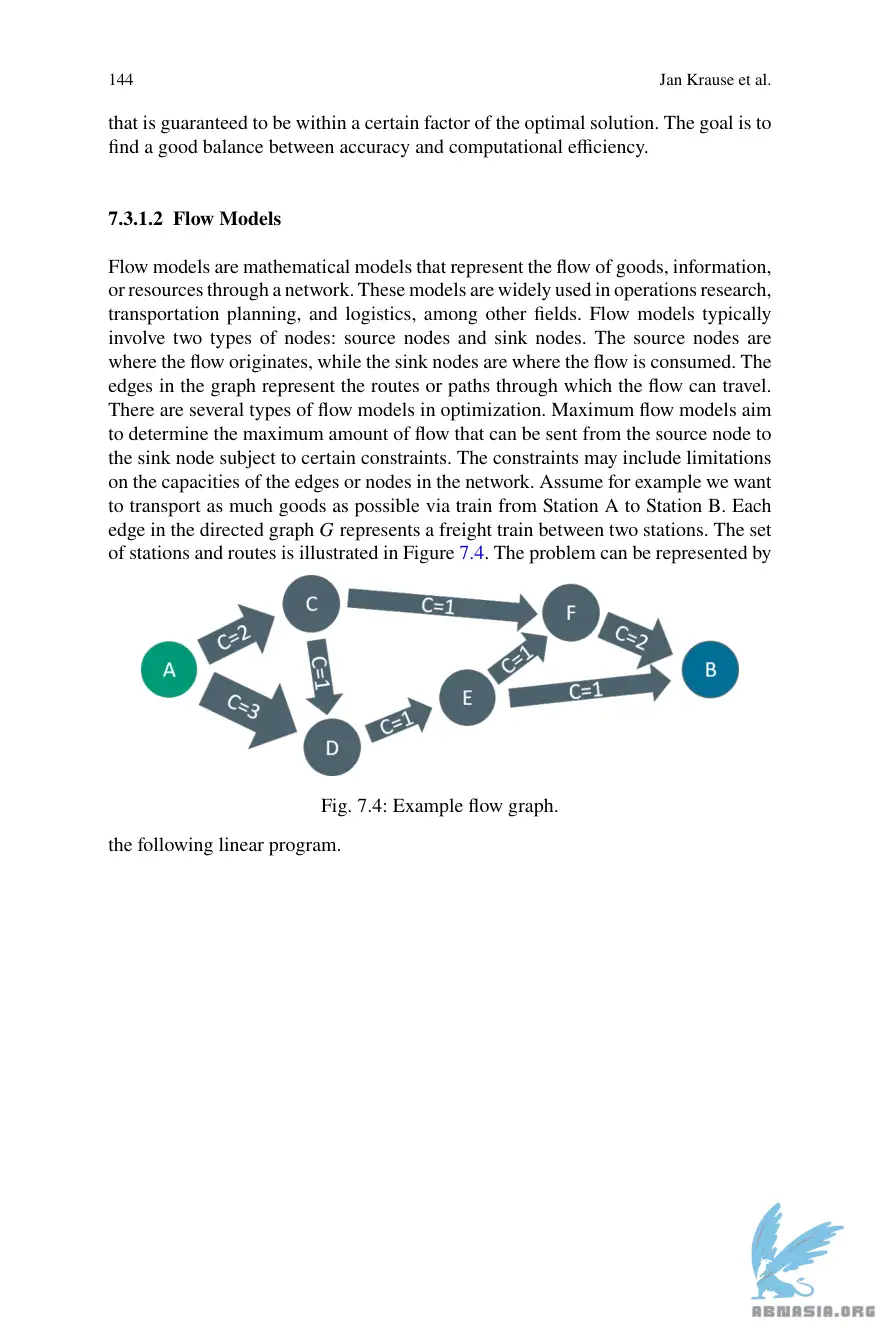 144
Jan Krause et al.
that is guaranteed to be within a certain factor of the optimal solution. The goal is to
find a good balance between accuracy and computational efficiency.
7.3.1.2 Flow Models
Flow models are mathematical models that represent the flow of goods, information,
or resources through a network. These models are widely used in operations research,
transportation planning, and logistics, among other fields. Flow models typically
involve two types of nodes: source nodes and sink nodes. The source nodes are
where the flow originates, while the sink nodes are where the flow is consumed. The
edges in the graph represent the routes or paths through which the flow can travel.
There are several types of flow models in optimization. Maximum flow models aim
to determine the maximum amount of flow that can be sent from the source node to
the sink node subject to certain constraints. The constraints may include limitations
on the capacities of the edges or nodes in the network. Assume for example we want
to transport as much goods as possible via train from Station A to Station B. Each
edge in the directed graph G represents a freight train between two stations. The set
of stations and routes is illustrated in Figure 7.4. The problem can be represented by
A
C=2
C=3
C
C=1
C=1
D
C=1
E
C=1
C=1
F
C=2
B
Fig. 7.4: Example flow graph.
the following linear program.
ABNASIA.ORG